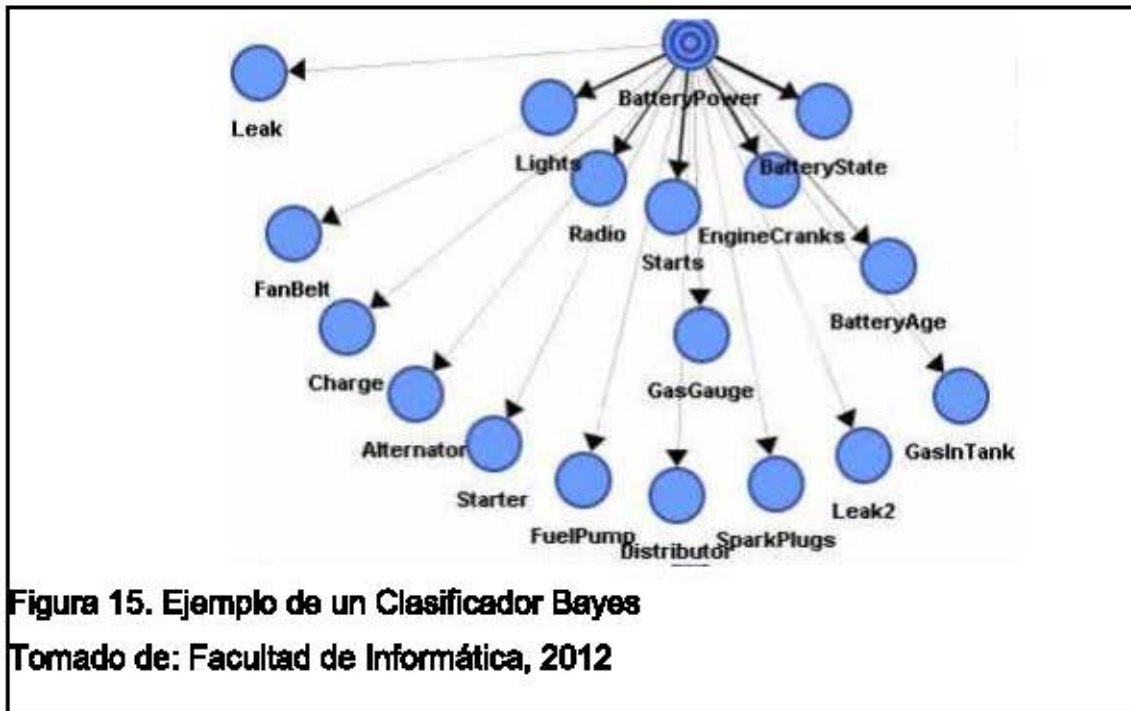 BatteryPower
Leak
Lights
BatteryState
Radio
EngineCranks
Starts
FanBelt
BatteryAge
Charge
GasGauge
Alternator
GasInTank
Starter
Leak2
FuelPump
Distributor
SparkPlugs
Figura 15. Ejemplo de un Clasificador Bayes
Tomado de: Facultad de Informática, 2012